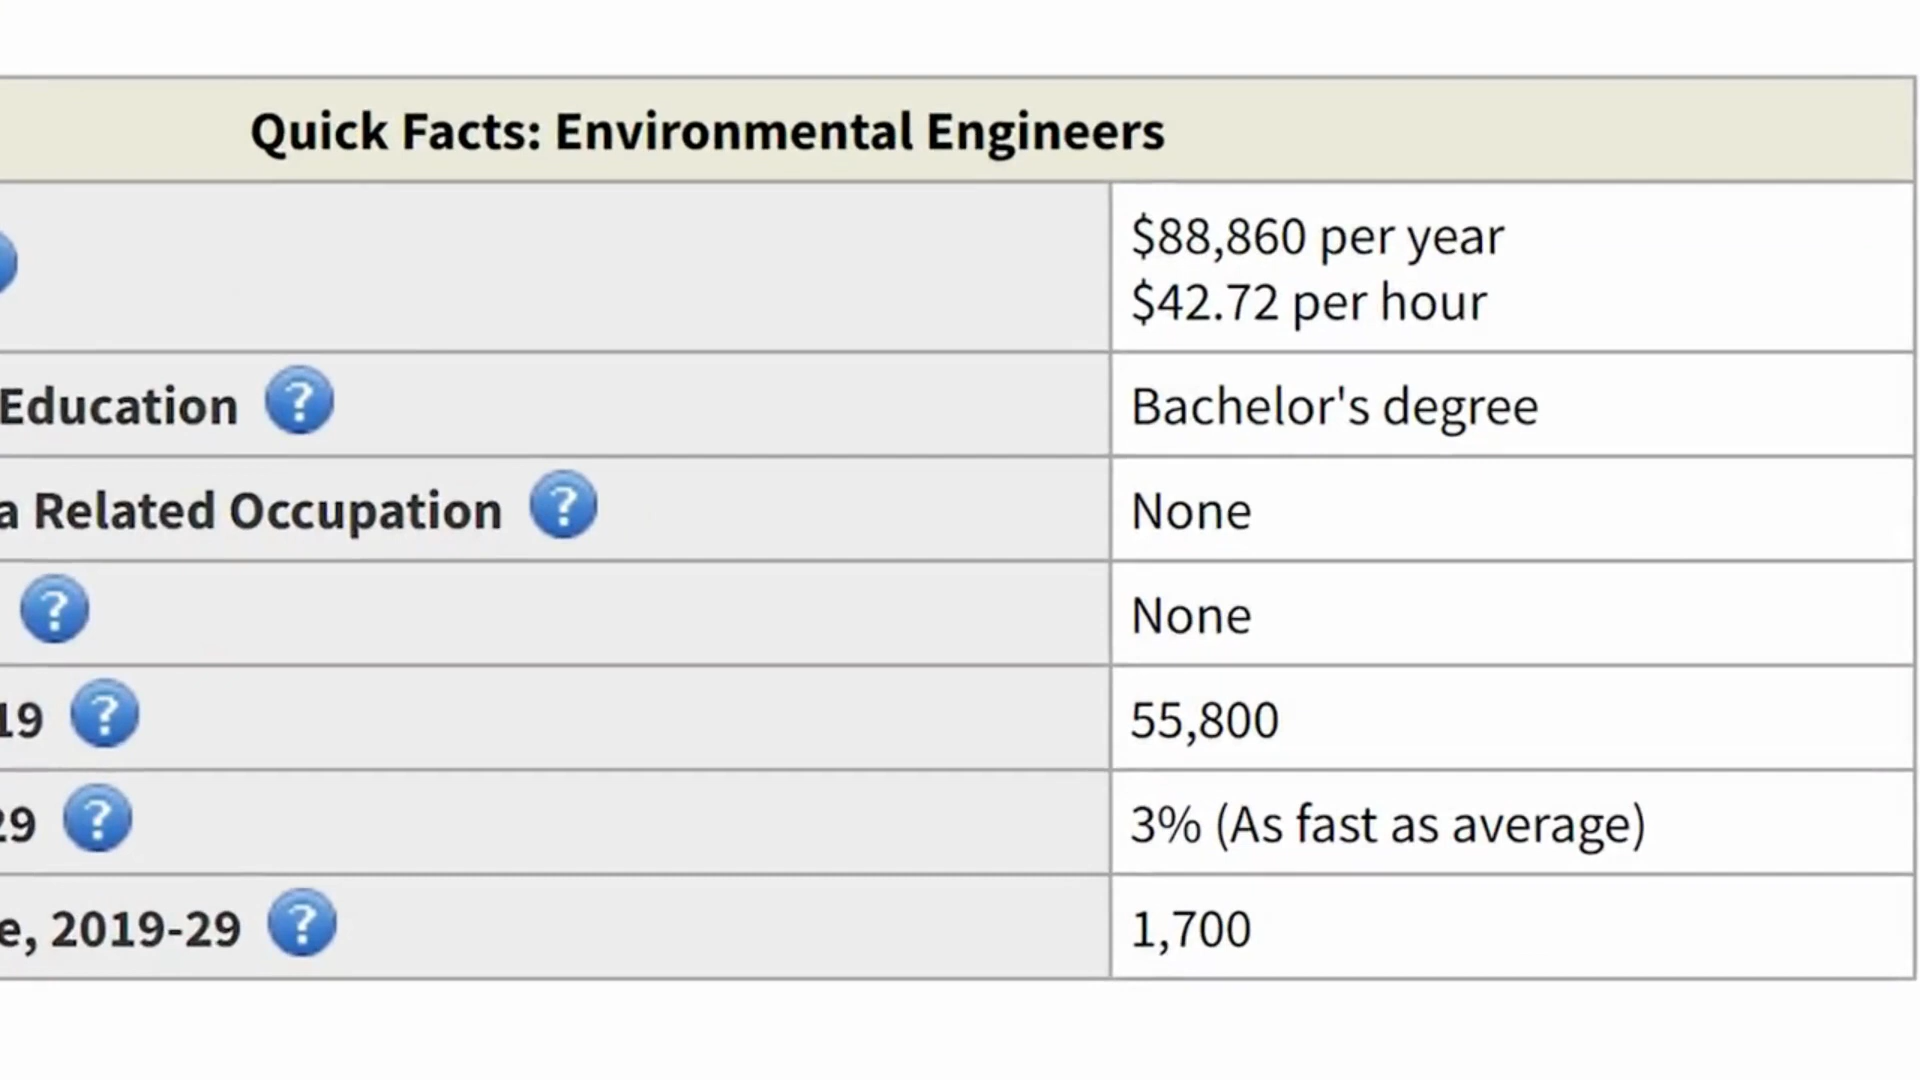 Quick Facts: Environmental Engineers
$88,860 per year
$42.72 per hour
Education ? Bachelor's degree
a Related Occupation ? None
? None
19 ? 55,800
29 ? 3% (As fast as average)
e, 2019-29 ? 1,700